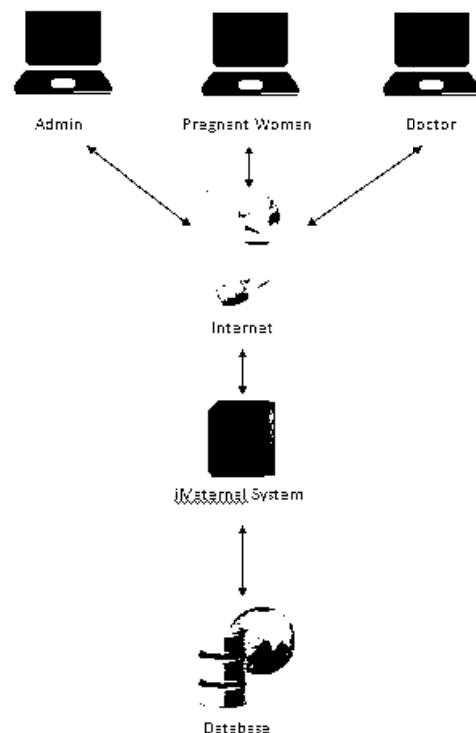 Admin
Pregnant Women
Doctor
Internet
iMaternal System
Database